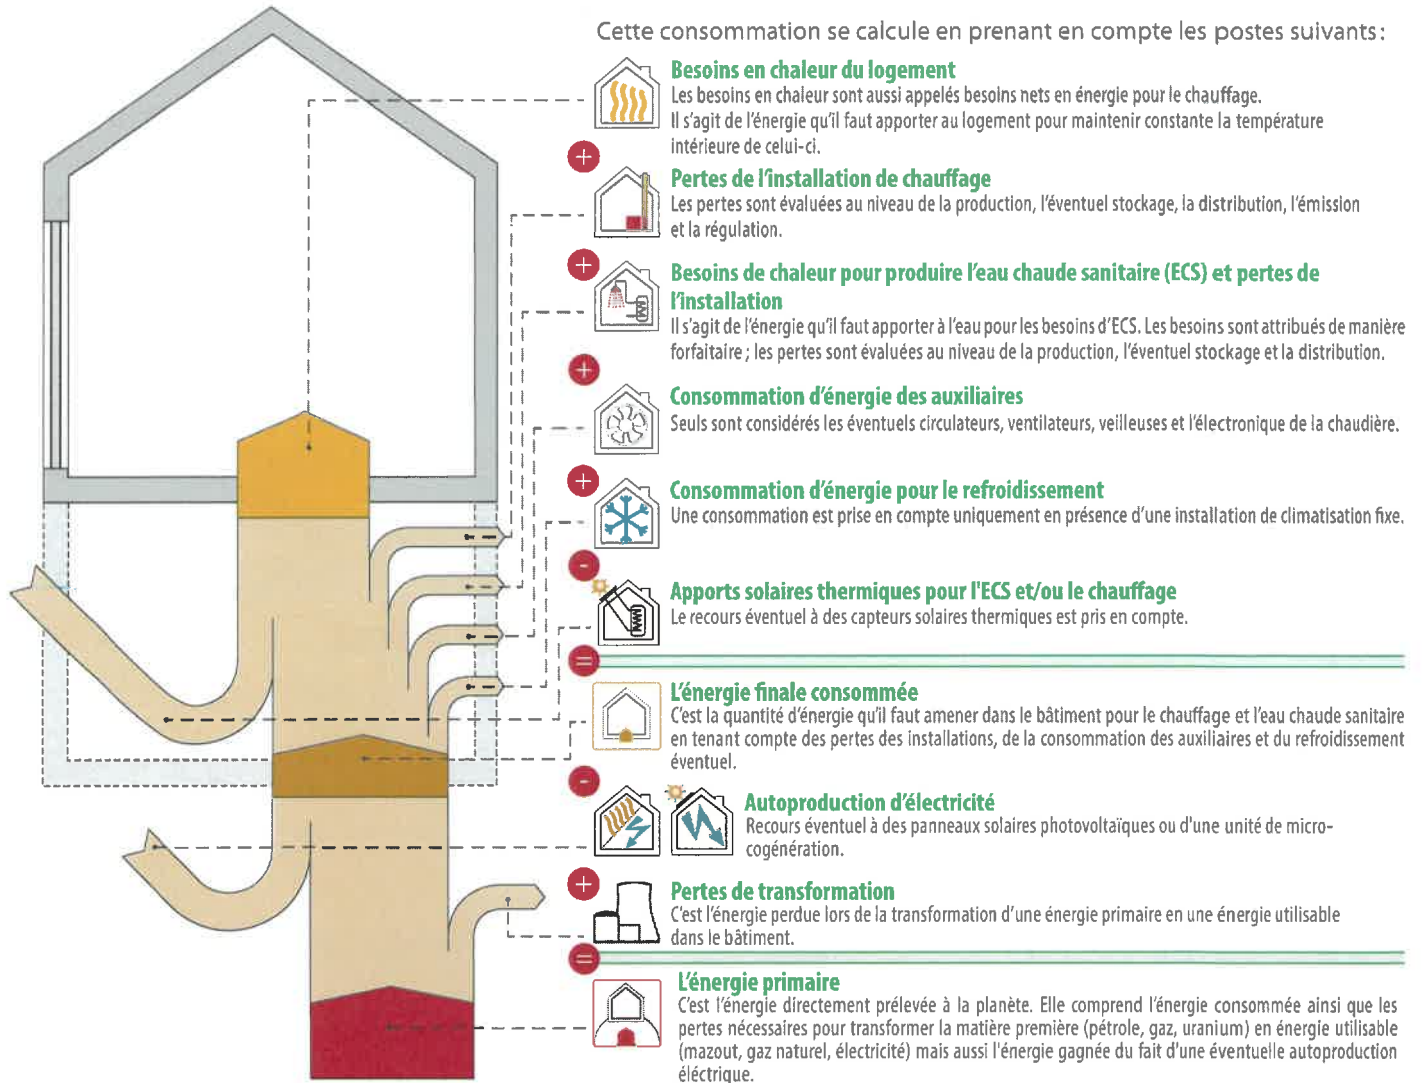 Cette consommation se calcule en prenant en compte les postes suivants :
Besoins en chaleur du logement
Les besoins en chaleur sont aussi appelés besoins nets en énergie pour le chauffage.
Il s'agit de l'énergie qu'il faut apporter au logement pour maintenir constante la température
intérieure de celui-ci.
+
Pertes de l'installation de chauffage
Les pertes sont évaluées au niveau de la production, l'éventuel stockage, la distribution, l'émission
et la régulation.
+
Besoins de chaleur pour produire l'eau chaude sanitaire (ECS) et pertes de
l'installation
Il s'agit de l'énergie qu'il faut apporter à l'eau pour les besoins d'ECS. Les besoins sont attribués de manière
forfaitaire ; les pertes sont évaluées au niveau de la production, l'éventuel stockage et la distribution.
+
Consommation d'énergie des auxiliaires
Seuls sont considérés les éventuels circulateurs, ventilateurs, veilleuses et l'électronique de la chaudière.
+
Consommation d'énergie pour le refroidissement
Une consommation est prise en compte uniquement en présence d'une installation de climatisation fixe.
-
Apports solaires thermiques pour l'ECS et/ou le chauffage
Le recours éventuel à des capteurs solaires thermiques est pris en compte.
=
L'énergie finale consommée
C'est la quantité d'énergie qu'il faut amener dans le bâtiment pour le chauffage et l'eau chaude sanitaire
en tenant compte des pertes des installations, de la consommation des auxiliaires et du refroidissement
éventuel.
-
Autoproduction d'électricité
Recours éventuel à des panneaux solaires photovoltaïques ou d'une unité de micro-
cogénération.
+
Pertes de transformation
C'est l'énergie perdue lors de la transformation d'une énergie primaire en une énergie utilisable
dans le bâtiment.
=
L'énergie primaire
C'est l'énergie directement prélevée à la planète. Elle comprend l'énergie consommée ainsi que les
pertes nécessaires pour transformer la matière première (pétrole, gaz, uranium) en énergie utilisable
(mazout, gaz naturel, électricité) mais aussi l'énergie gagnée du fait d'une éventuelle autoproduction
éléctrique.